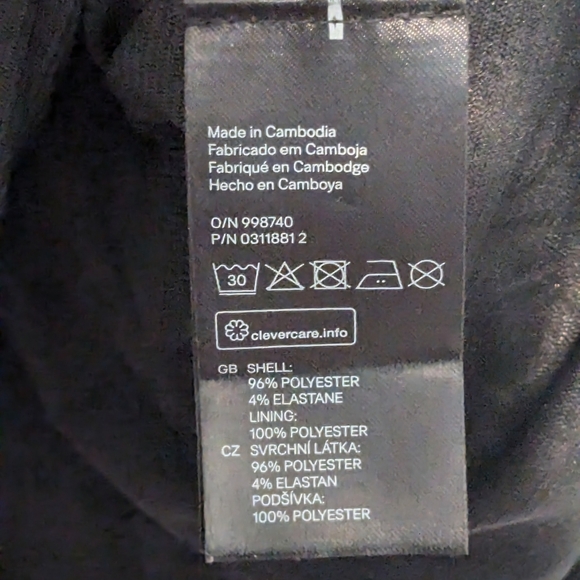 Made in Cambodia
Fabricado em Camboja
Fabriqué en Cambodge
Hecho en Camboya
O/N 998740
P/N 0311881 2
30
clevercare.info
GB SHELL:
96% POLYESTER
4% ELASTANE
LINING:
100% POLYESTER
CZ SVRCHNÍ LÁTKA:
96% POLYESTER
4% ELASTAN
PODŠÍVKA:
100% POLYESTER